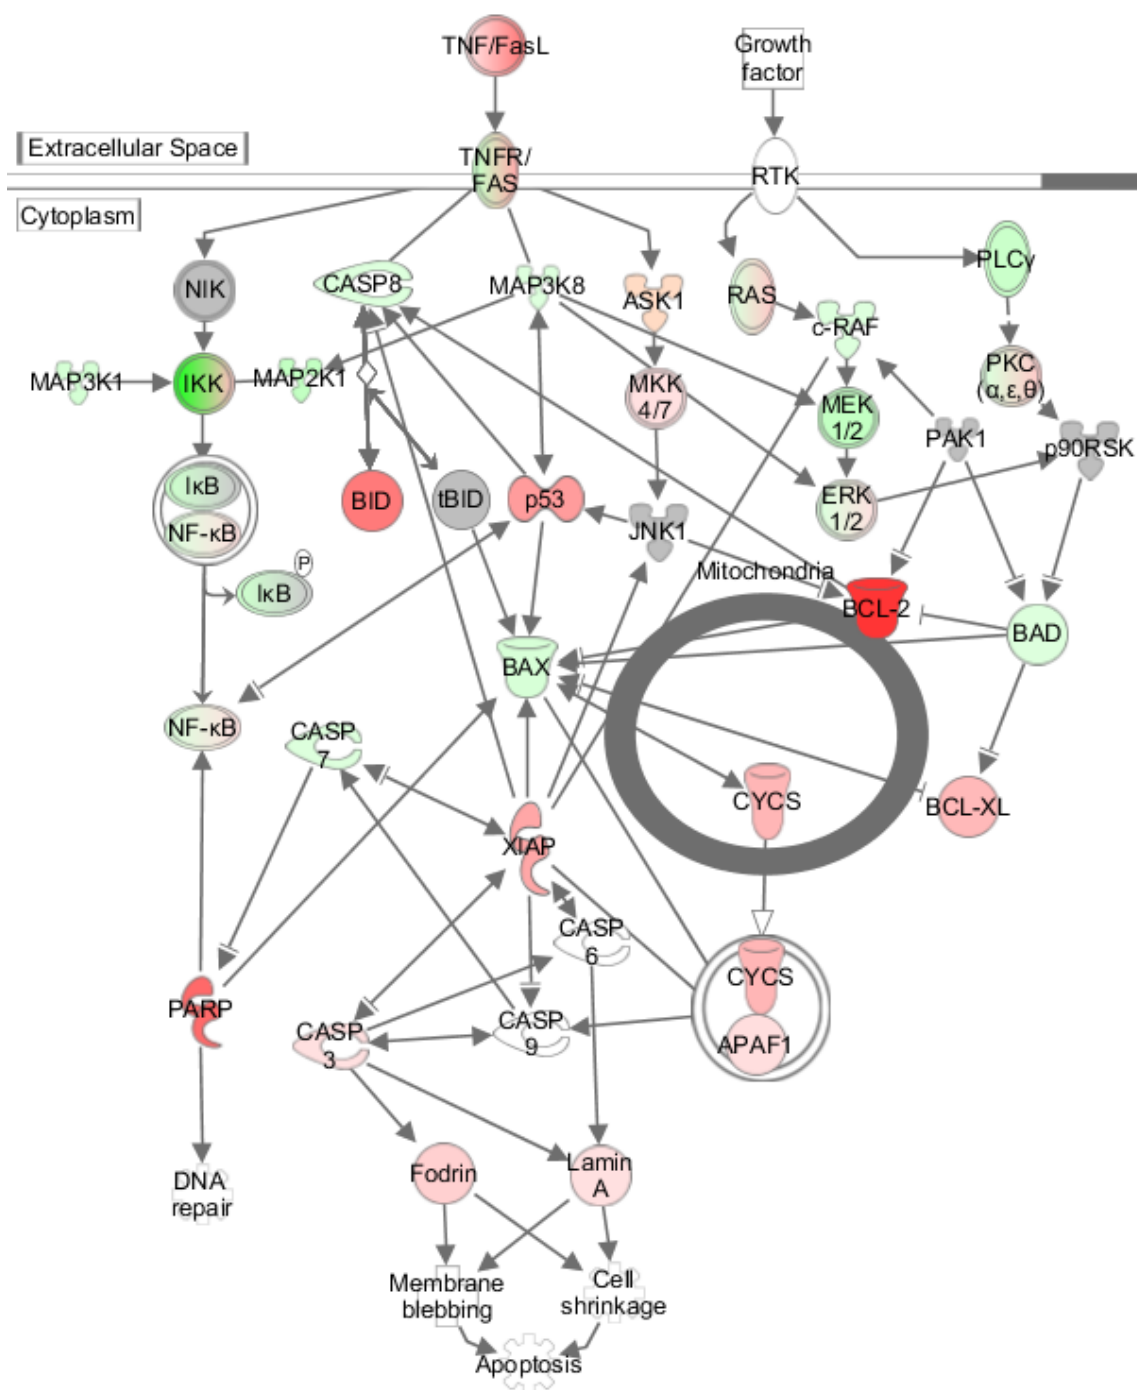 TNF/FasL
Growth
factor
Extracellular Space
TNFR/
FAS
RTK
Cytoplasm
NIK
CASP8
MAP3K8
ASK1
RAS
c-RAF
PLCγ
MAP3K1
IKK
MAP2K1
MKK
4/7
MEK
1/2
PKC
(α,ε,θ)
PAK1
p90RSK
IκB
NF-κB
BID
tBID
p53
JNK1
ERK
1/2
P
IκB
Mitochondria
BCL-2
BAD
BAX
NF-κB
CASP
7
CYCS
BCL-XL
XIAP
CASP
6
CYCS
APAF1
PARP
CASP
3
CASP
9
DNA
repair
Fodrin
Lamin
A
Membrane
blebbing
Cell
shrinkage
Apoptosis